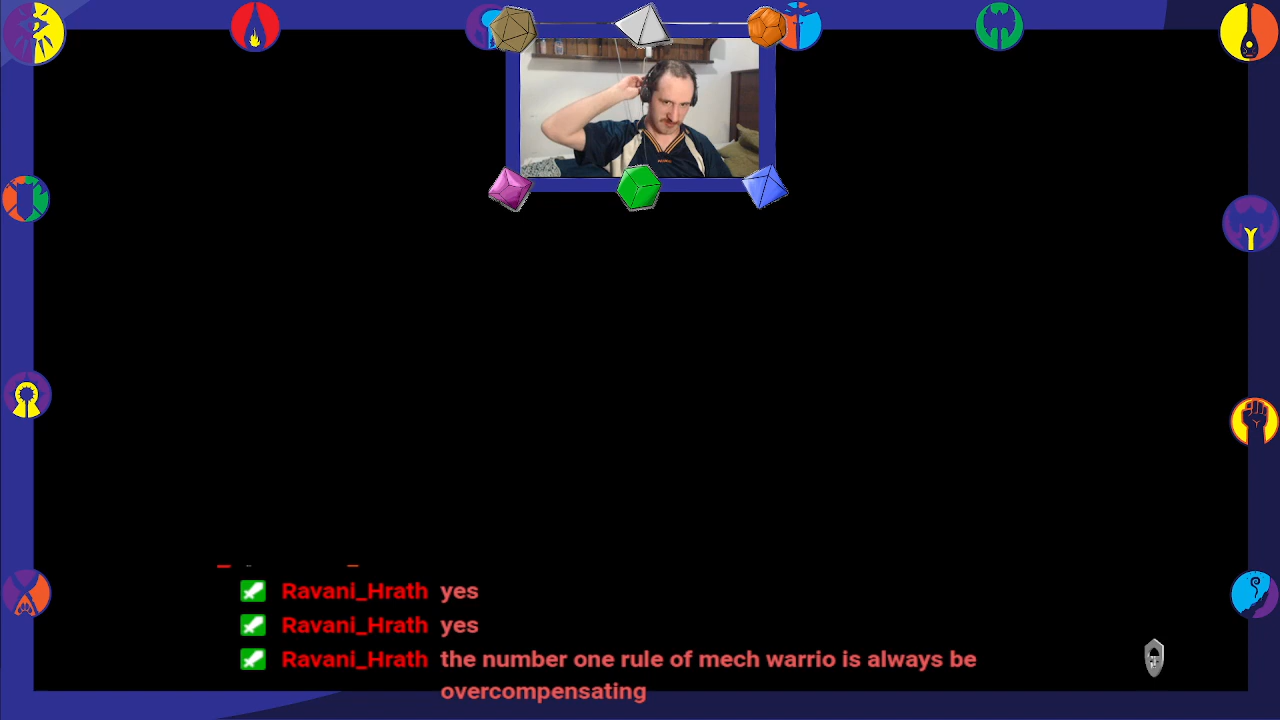 Ravani_Hrath yes
Ravani_Hrath yes
Ravani_Hrath the number one rule of mech warrio is always be
overcompensating